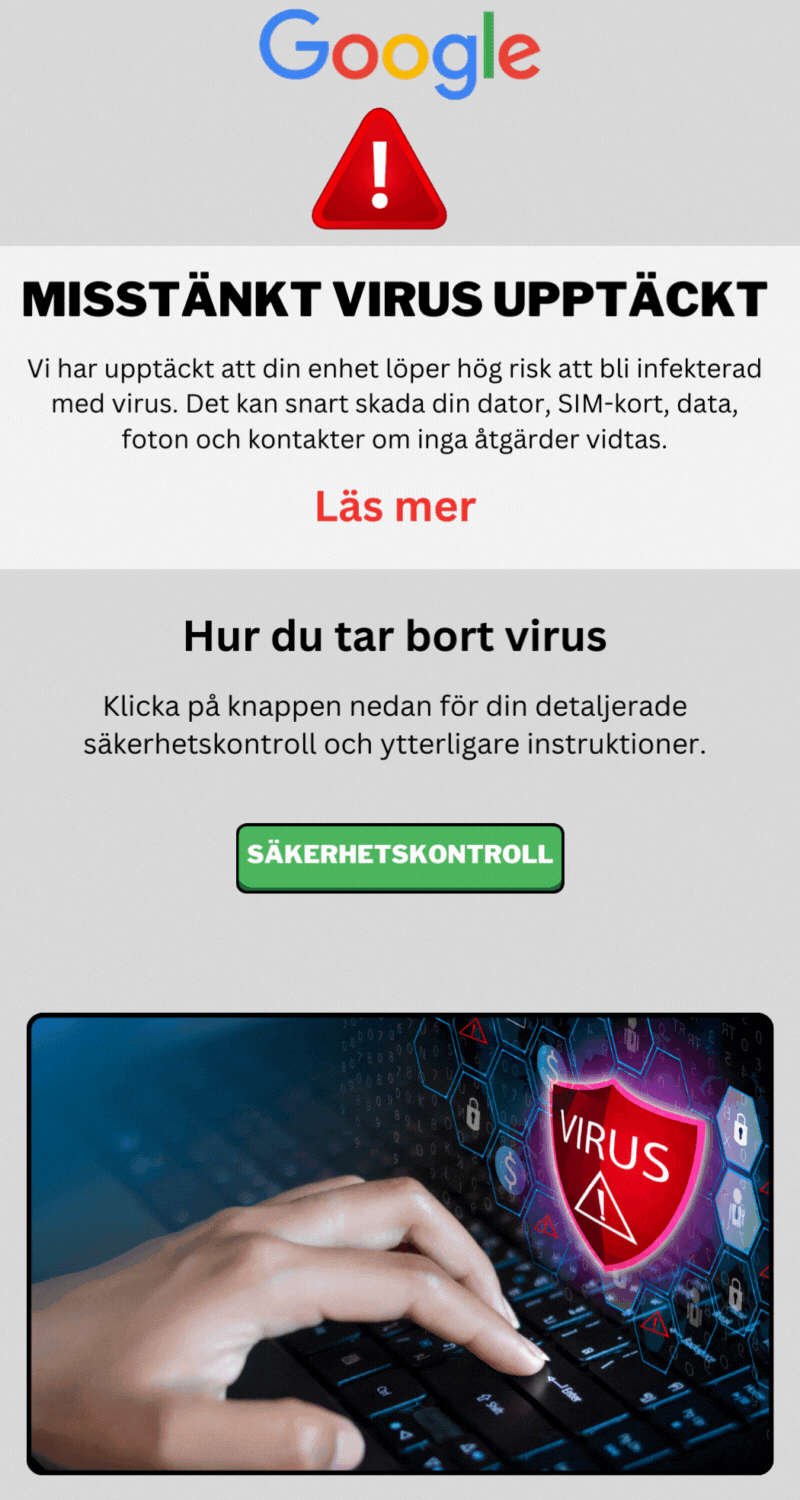 Google
MISSTÄNKT VIRUS UPPTÄCKT
Vi har upptäckt att din enhet löper hög risk att bli infekterad
med virus. Det kan snart skada din dator, SIM-kort, data,
foton och kontakter om inga åtgärder vidtas.
Läs mer
Hur du tar bort virus
Klicka på knappen nedan för din detaljerade
säkerhetskontroll och ytterligare instruktioner.
SÄKERHETSKONTROLL
VIRUS
Enter
Shift